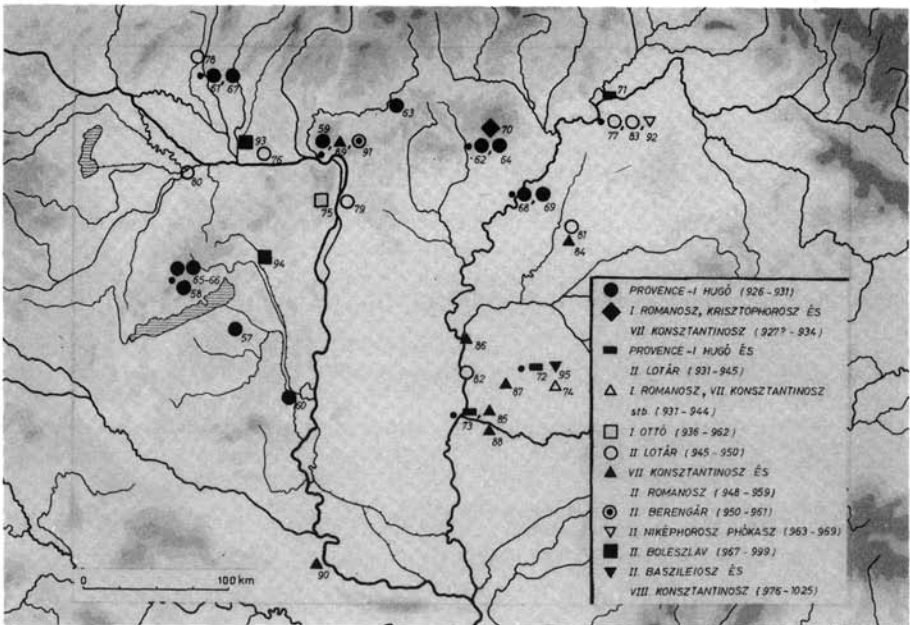 78
61, 67
63
71
93
76
59
89, 91
70
62, 64
77, 83, 92
80
75
79
68, 69
81
84
94
65-66
58
57
60
86
82
87
72
95
74
73, 85
88
90
0 100 km
PROVENCE-I HUGÓ (926-931)
I ROMANOSZ, KRISZTOPHOROSZ ÉS
VII KONSZTANTINOSZ (927?-934)
PROVENCE-I HUGÓ ÉS
II. LOTÁR (931-945)
I ROMANOSZ, VII. KONSZTANTINOSZ
stb. (931-944)
I OTTÓ (936-962)
II LOTÁR (945-950)
VII KONSZTANTINOSZ ÉS
II ROMANOSZ (948-959)
II. BERENGÁR (950-961)
II NIKÉPHOROSZ PHÓKASZ (963-969)
II. BOLESZLÁV (967-999)
II BASZILEIOSZ ÉS
VIII KONSTANTINOSZ (976-1025)